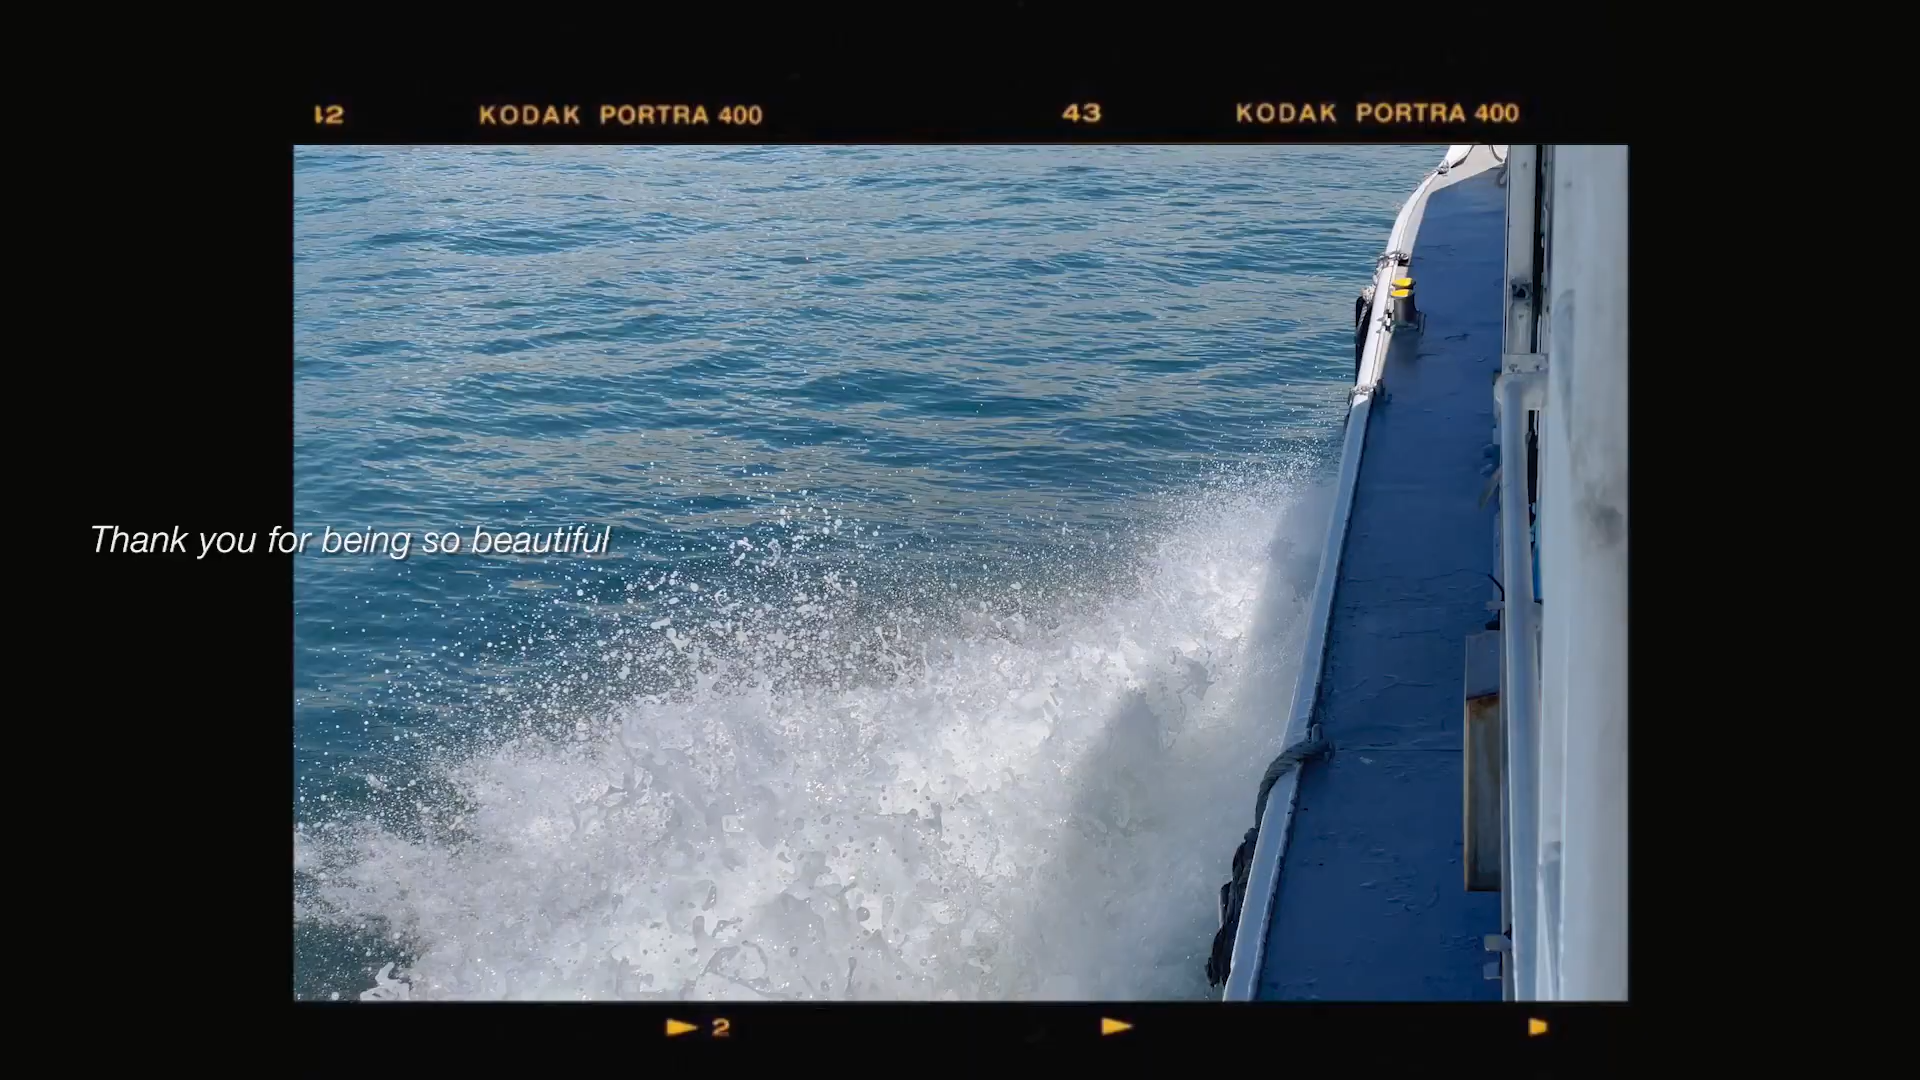 42 KODAK PORTRA 400 43 KODAK PORTRA 400
Thank you for being so beautiful
2